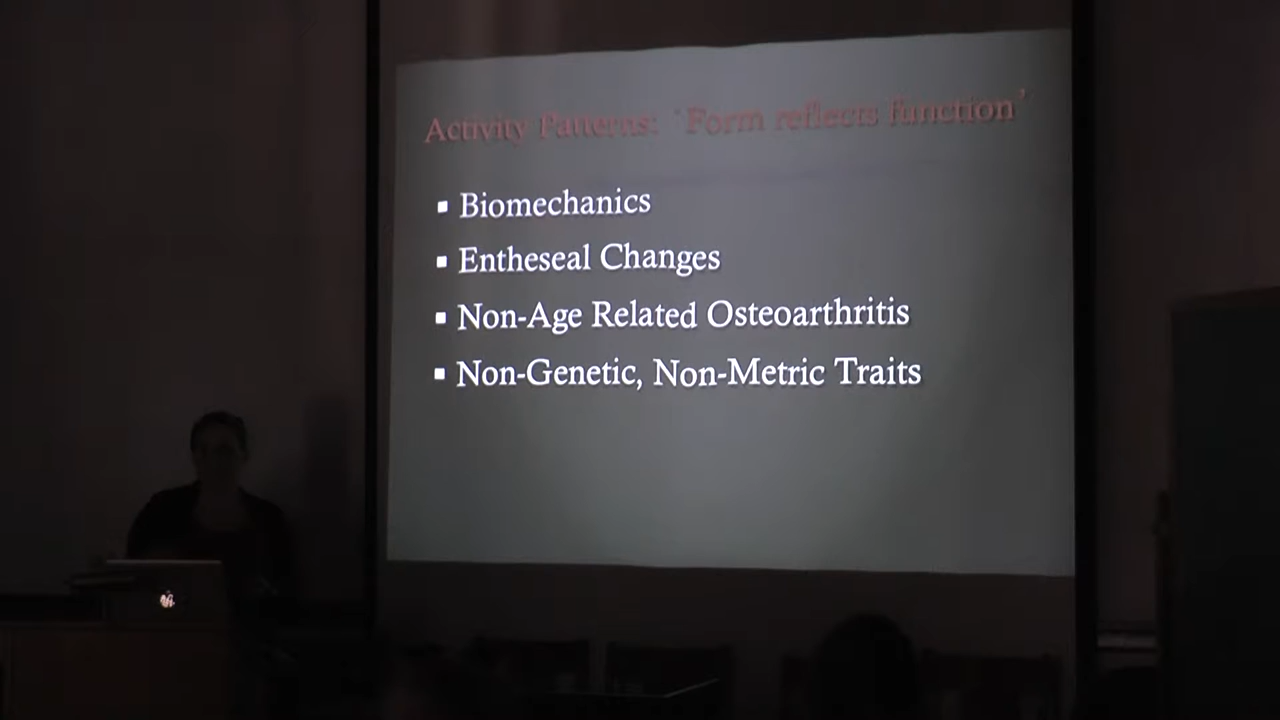 Activity Patterns: 'Form reflects function'
▪ Biomechanics
▪ Entheseal Changes
▪ Non-Age Related Osteoarthritis
▪ Non-Genetic, Non-Metric Traits